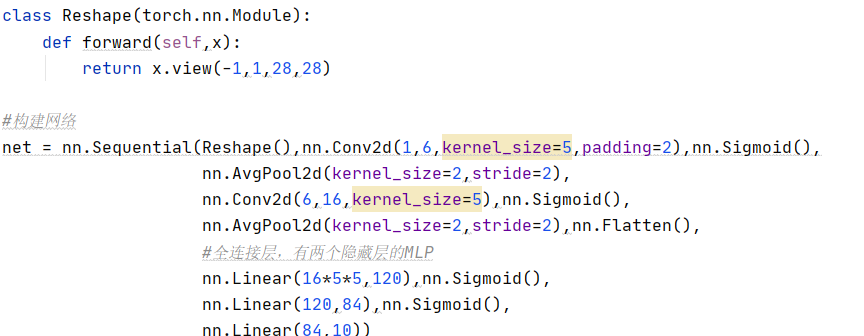 class Reshape(torch.nn.Module):
    def forward(self,x):
        return x.view(-1,1,28,28)
#构建网络
net = nn.Sequential(Reshape(),nn.Conv2d(1,6,kernel_size=5,padding=2),nn.Sigmoid(),
                    nn.AvgPool2d(kernel_size=2,stride=2),
                    nn.Conv2d(6,16,kernel_size=5),nn.Sigmoid(),
                    nn.AvgPool2d(kernel_size=2,stride=2),nn.Flatten(),
                    #全连接层，有两个隐藏层的MLP
                    nn.Linear(16*5*5,120),nn.Sigmoid(),
                    nn.Linear(120,84),nn.Sigmoid(),
                    nn.Linear(84,10))